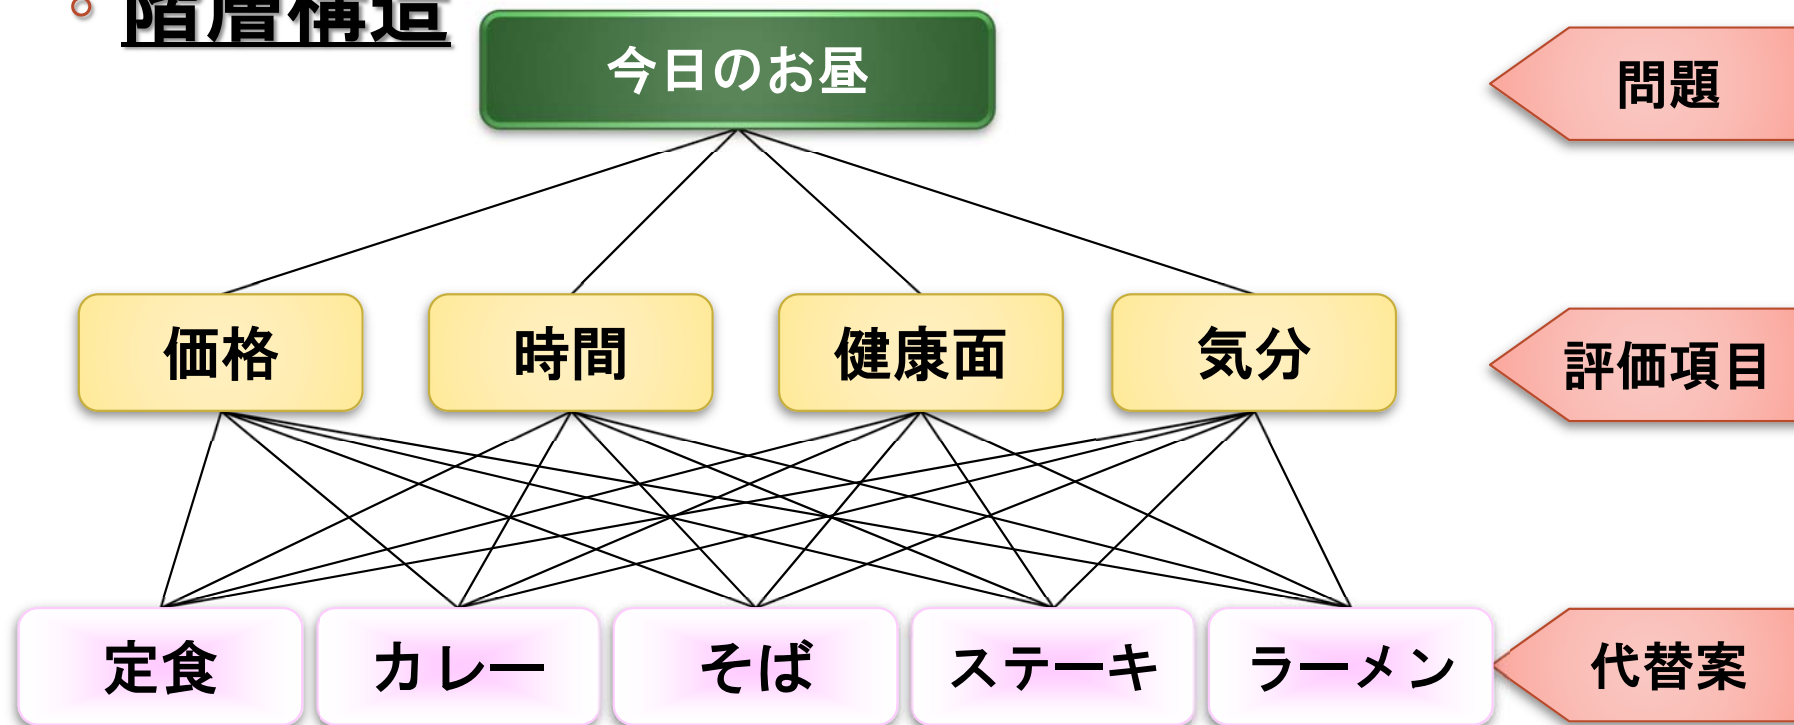 階層構造
今日のお昼
問題
価格
時間
健康面
気分
評価項目
定食
カレー
そば
ステーキ
ラーメン
代替案